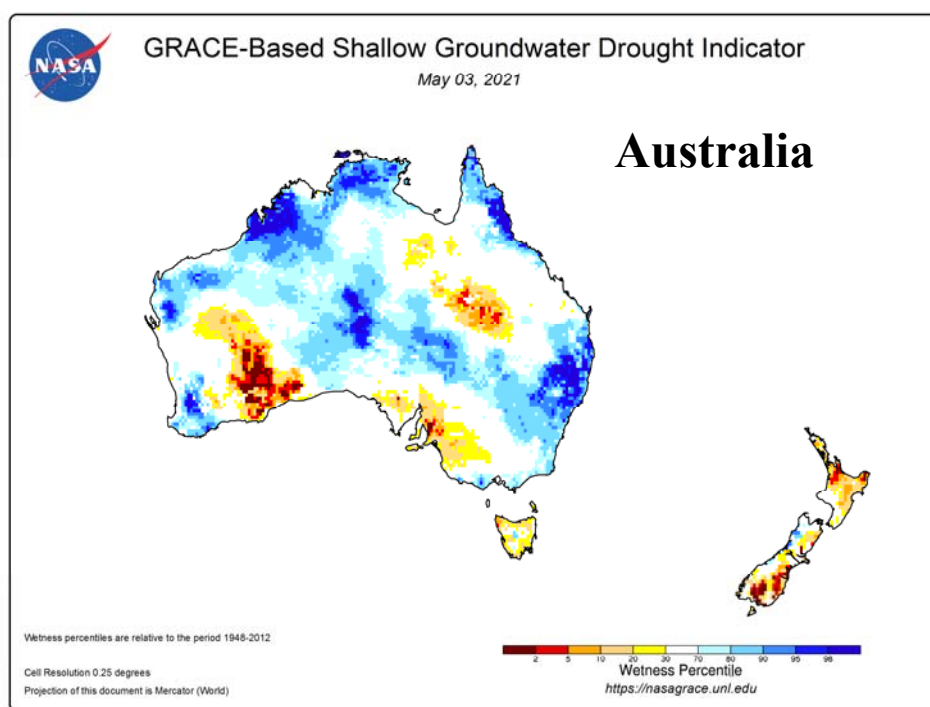 NASA
GRACE-Based Shallow Groundwater Drought Indicator
May 03, 2021
Australia
Wetness percentiles are relative to the period 1948-2012
Cell Resolution 0.25 degrees
Projection of this document is Mercator (World)
2 5 10 20 30 70 80 90 95 98
Wetness Percentile
https://nasagrace.unl.edu